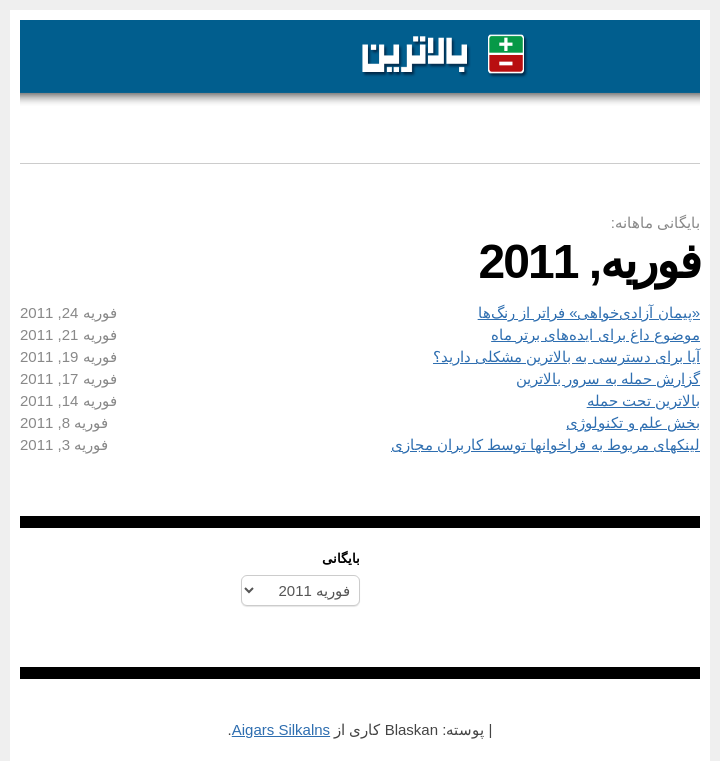 بالاترین
بایگانی ماهانه:
فوریه, 2011
«پیمان آزادی‌خواهی» فراتر از رنگ‌ها فوریه 24, 2011
موضوع داغ برای ایده‌های برتر ماه فوریه 21, 2011
آیا برای دسترسی به بالاترین مشکلی دارید؟ فوریه 19, 2011
گزارش حمله به سرور بالاترین فوریه 17, 2011
بالاترین تحت حمله فوریه 14, 2011
بخش علم و تکنولوژی فوریه 8, 2011
لینکهای مربوط به فراخوانها توسط کاربران مجازی فوریه 3, 2011
بایگانی
فوریه 2011
| پوسته: Blaskan کاری از Aigars Silkalns.